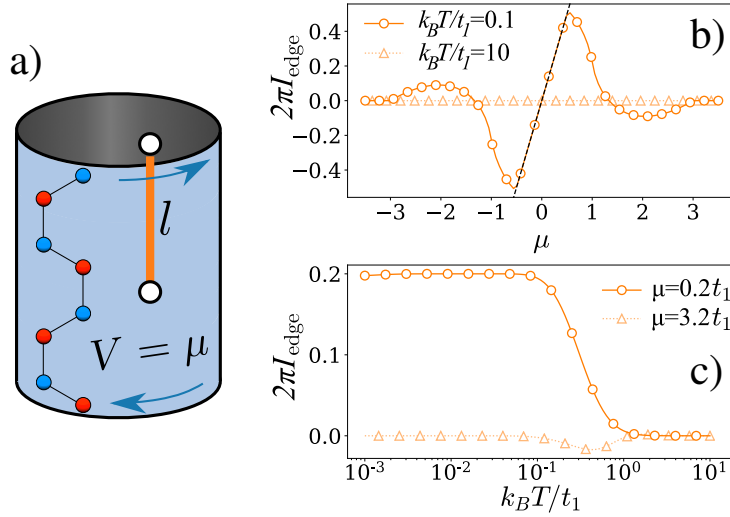 a)
l
V = μ
b)
k_BT/t_1=0.1
k_BT/t_1=10
2πI_edge
0.4
0.2
0.0
−0.2
−0.4
−3 −2 −1 0 1 2 3
μ
c)
μ=0.2t_1
μ=3.2t_1
2πI_edge
0.2
0.1
0.0
10^−3 10^−2 10^−1 10^0 10^1
k_BT/t_1